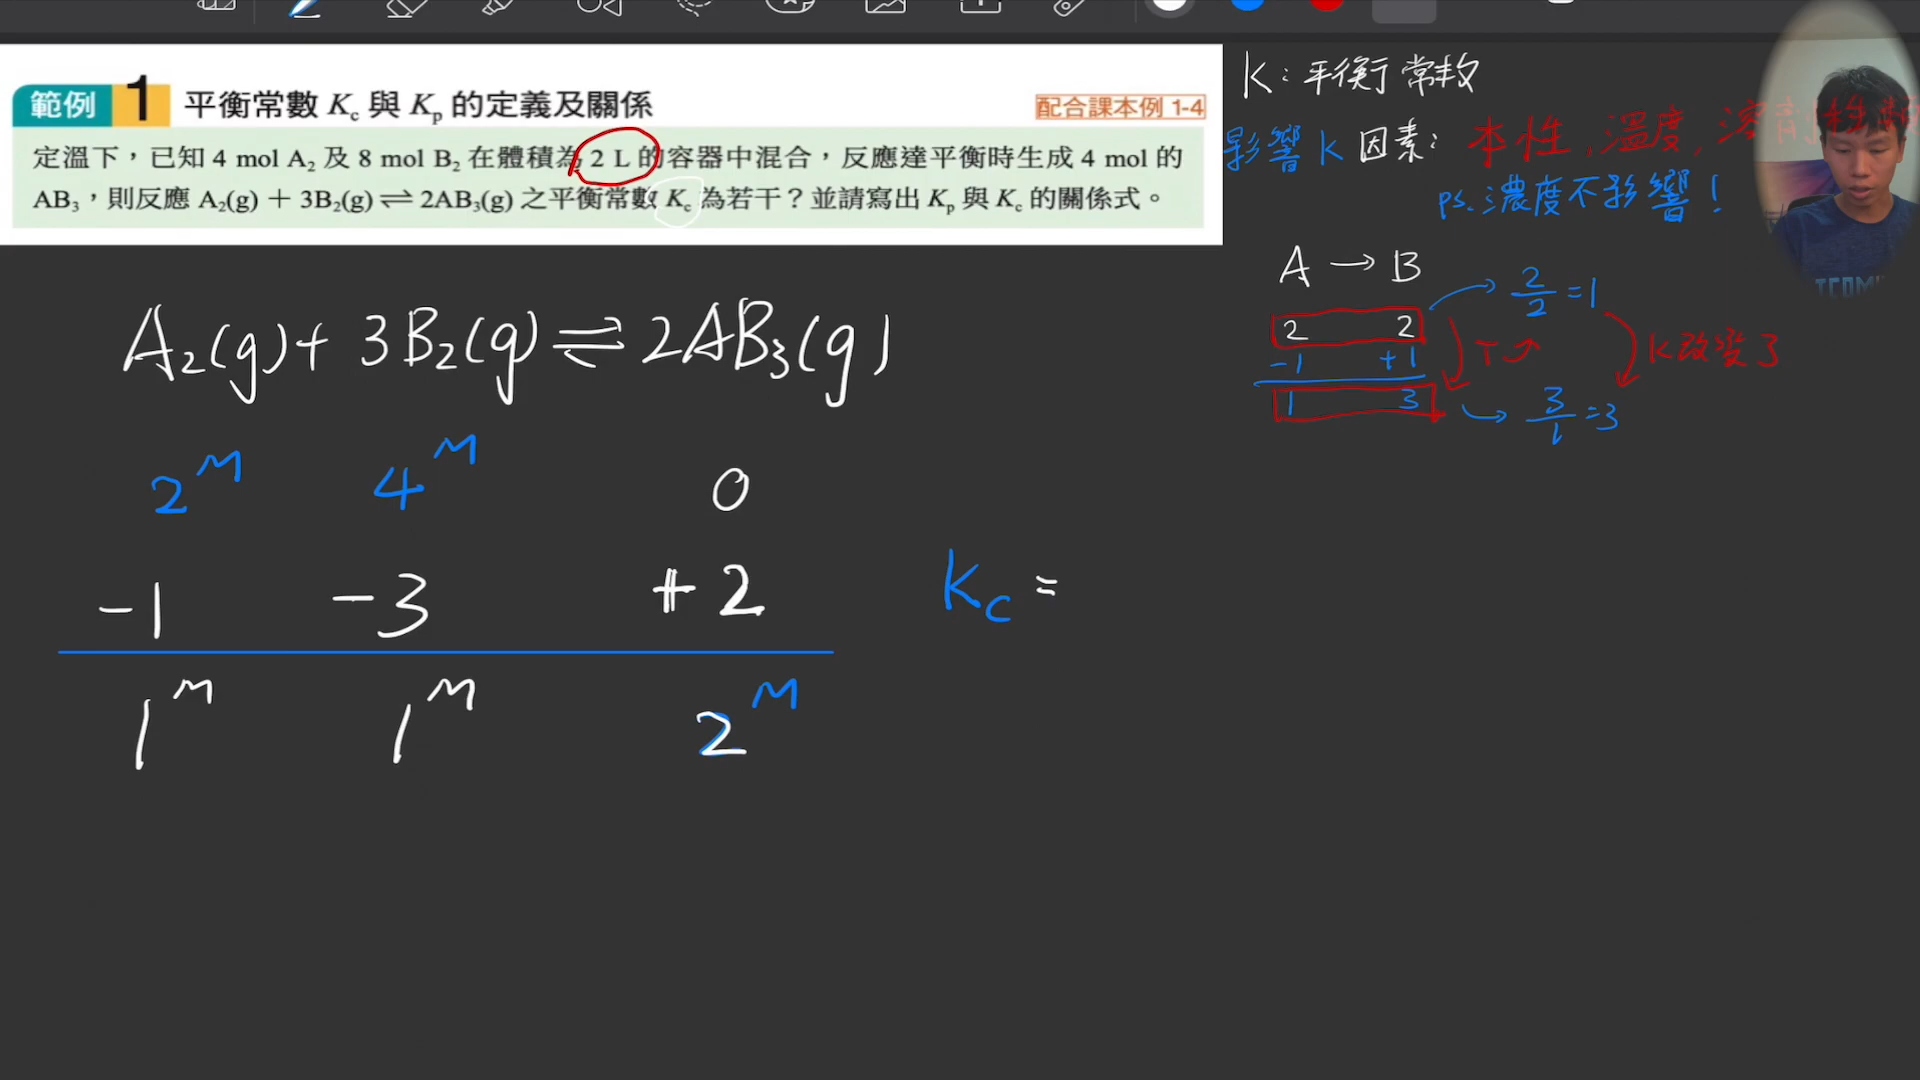 範例 1 平衡常數 Kc 與 Kp 的定義及關係
配合課本例 1-4
定溫下，已知 4 mol A₂ 及 8 mol B₂ 在體積為 2 L 的容器中混合，反應達平衡時生成 4 mol 的
AB₃，則反應 A₂(g) + 3B₂(g) ⇌ 2AB₃(g) 之平衡常數 Kc 為若干？並請寫出 Kp 與 Kc 的關係式。
K：平衡常數
影響K因素：本性，溫度，溶劑
ps.濃度不影響！
A → B
2 2 → 2/2 =1
-1 +1
T↗ K改變了
1 3 → 3/1 =3
A₂(g)+ 3B₂(g) ⇌ 2AB₃(g)
2M 4M 0
-1 -3 +2
1M 1M 2M
Kc =